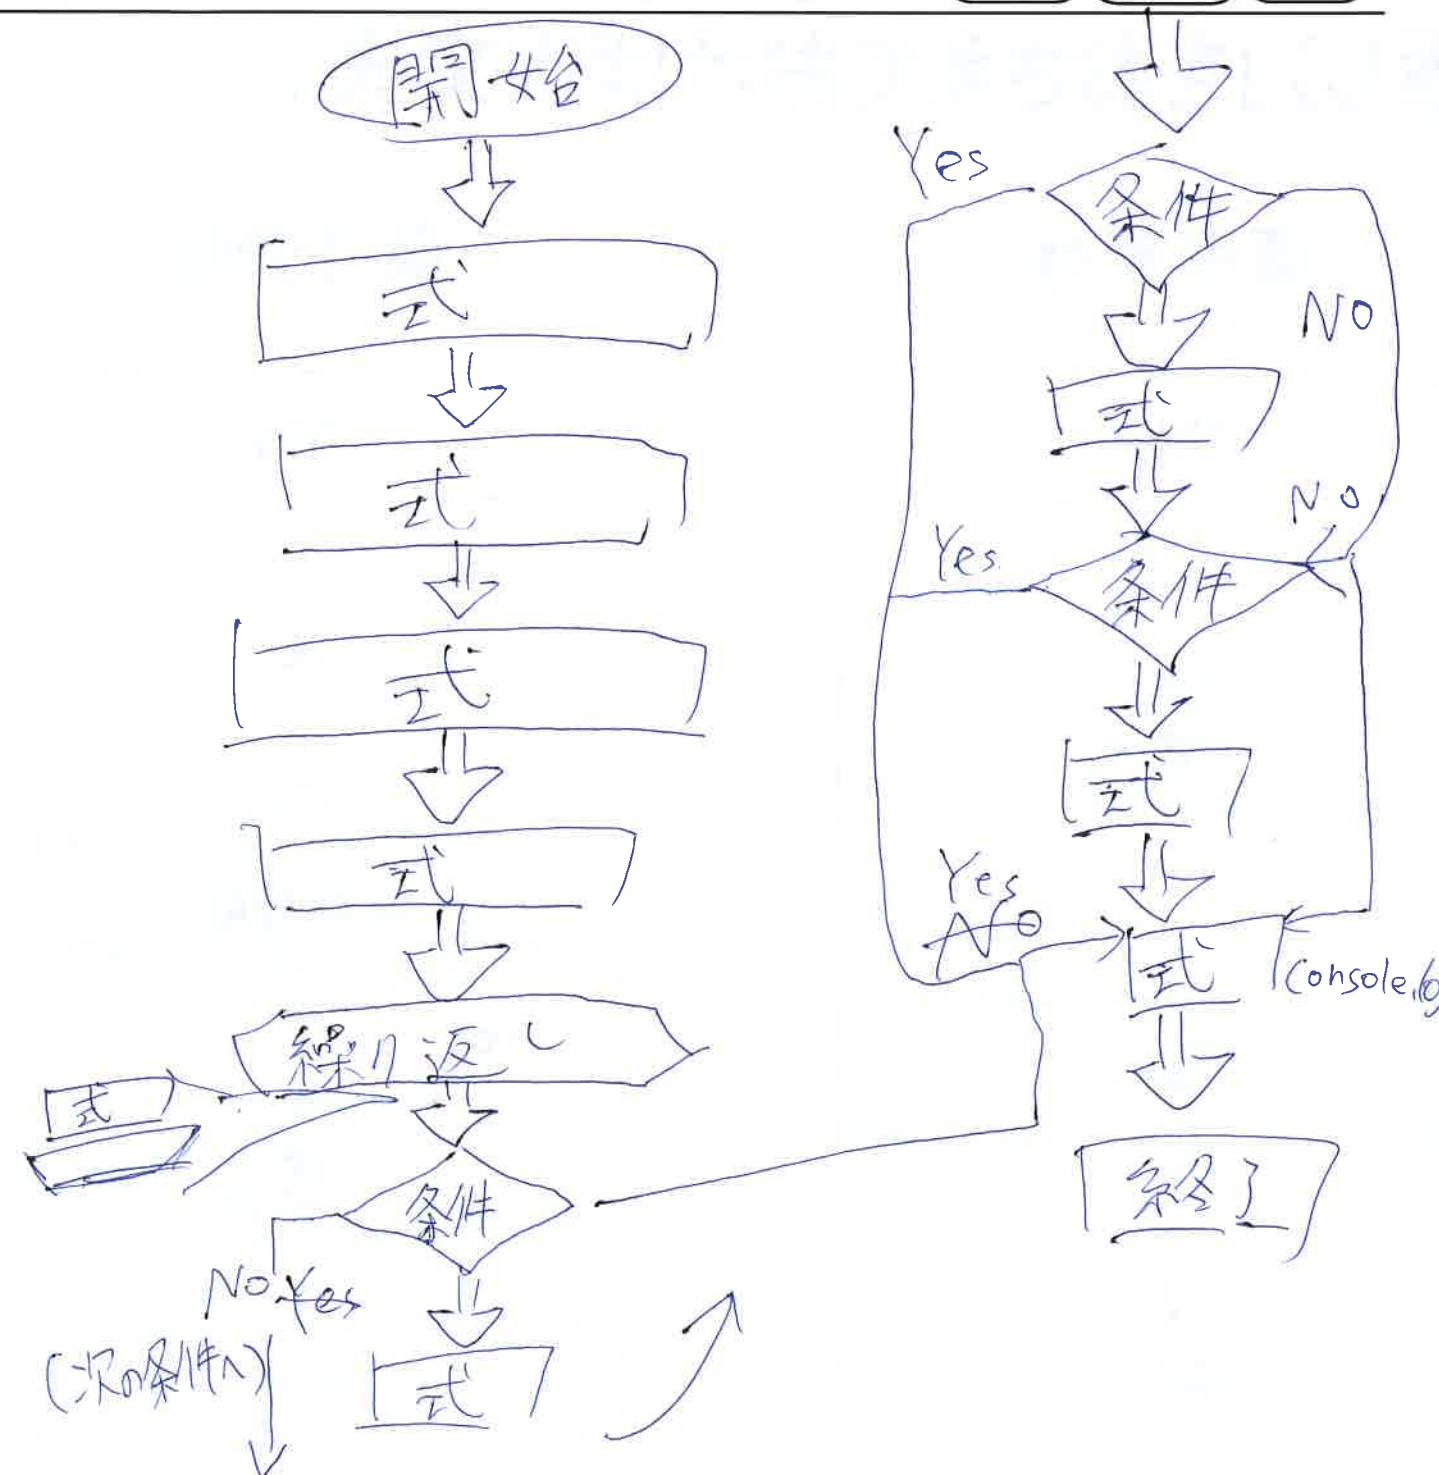 開始
式
式
式
式
繰り返し
式
条件
No Yes
(次の条件へ)
式
Yes
条件
NO
式
NO
Yes
条件
式
Yes
NO
式
Console.log
終了